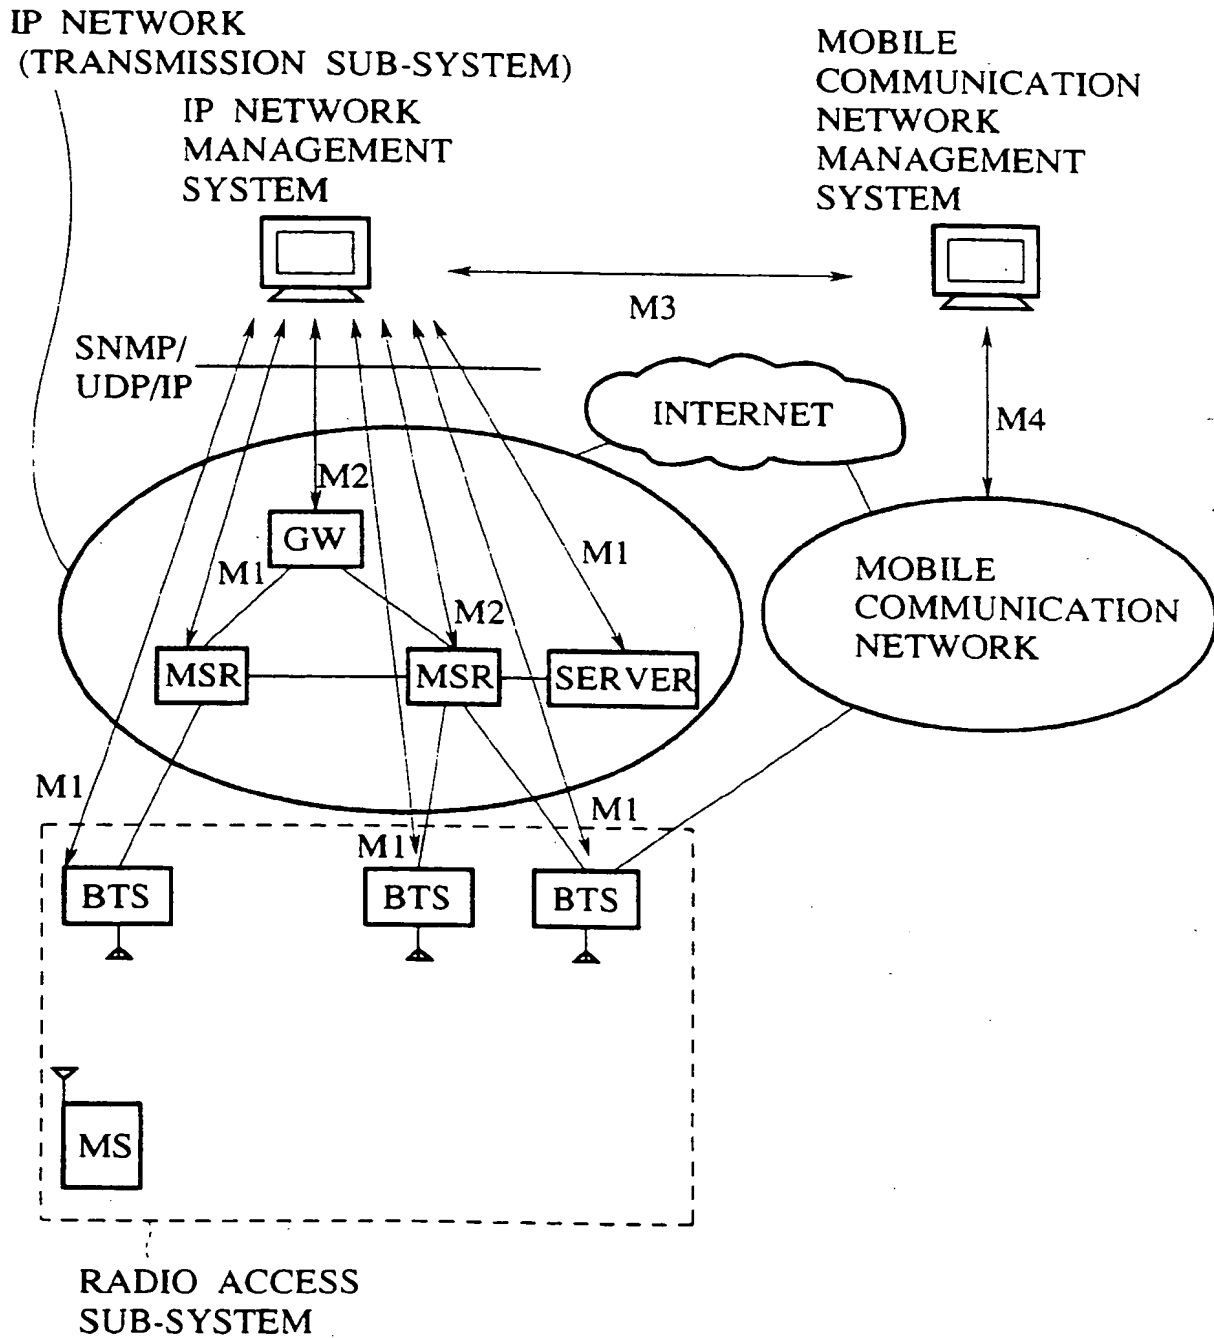 IP NETWORK
(TRANSMISSION SUB-SYSTEM)
IP NETWORK
MANAGEMENT
SYSTEM
MOBILE
COMMUNICATION
NETWORK
MANAGEMENT
SYSTEM
M3
SNMP/
UDP/IP
INTERNET
M4
M2
GW
M1
M1
M2
MSR
MSR
SERVER
MOBILE
COMMUNICATION
NETWORK
M1
M1
M1
BTS
BTS
BTS
MS
RADIO ACCESS
SUB-SYSTEM